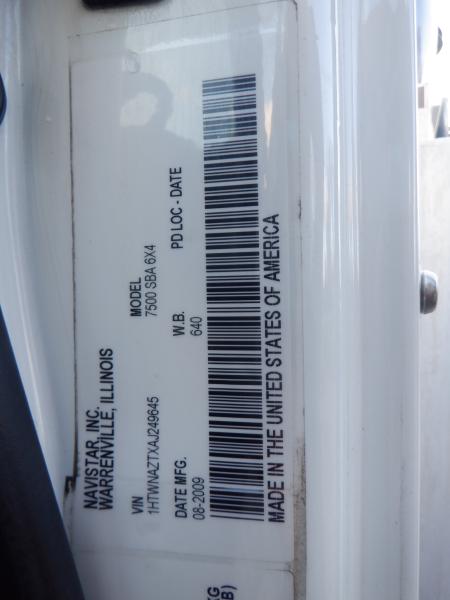 NAVISTAR, INC.
WARRENVILLE, ILLINOIS
VIN MODEL
1HTWNAZTXAJ249645 7500 SBA 6X4
DATE MFG. W.B. PD LOC - DATE
08-2009 640
MADE IN THE UNITED STATES OF AMERICA